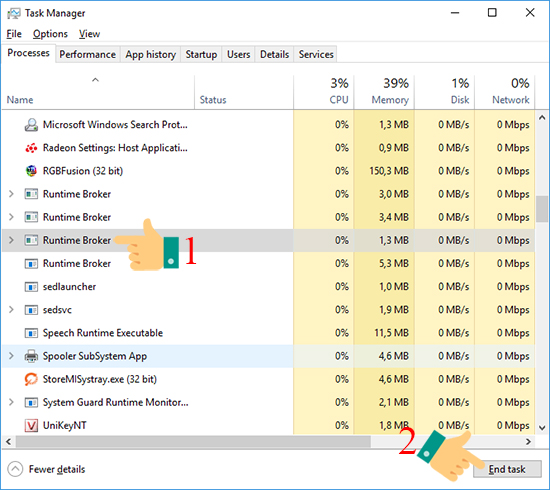 Task Manager
File Options View
Processes Performance App history Startup Users Details Services
3% 39% 1% 0%
Name Status CPU Memory Disk Network
Microsoft Windows Search Prot... 0% 1,3 MB 0 MB/s 0 Mbps
Radeon Settings: Host Applicati... 0% 0,9 MB 0 MB/s 0 Mbps
RGBFusion (32 bit) 0% 150,3 MB 0 MB/s 0 Mbps
Runtime Broker 0% 3,0 MB 0 MB/s 0 Mbps
Runtime Broker 0% 3,4 MB 0 MB/s 0 Mbps
Runtime Broker 1 0% 1,3 MB 0 MB/s 0 Mbps
Runtime Broker 0% 5,3 MB 0 MB/s 0 Mbps
sedlauncher 0% 1,0 MB 0 MB/s 0 Mbps
sedsvc 0% 1,9 MB 0 MB/s 0 Mbps
Speech Runtime Executable 0% 11,5 MB 0 MB/s 0 Mbps
Spooler SubSystem App 0% 4,6 MB 0 MB/s 0 Mbps
StoreMISystray.exe (32 bit) 0% 4,6 MB 0 MB/s 0 Mbps
System Guard Runtime Monitor... 0% 2,1 MB 0 MB/s 0 Mbps
UniKeyNT 0% 1,8 MB 0 MB/s 0 Mbps
2
Fewer details End task